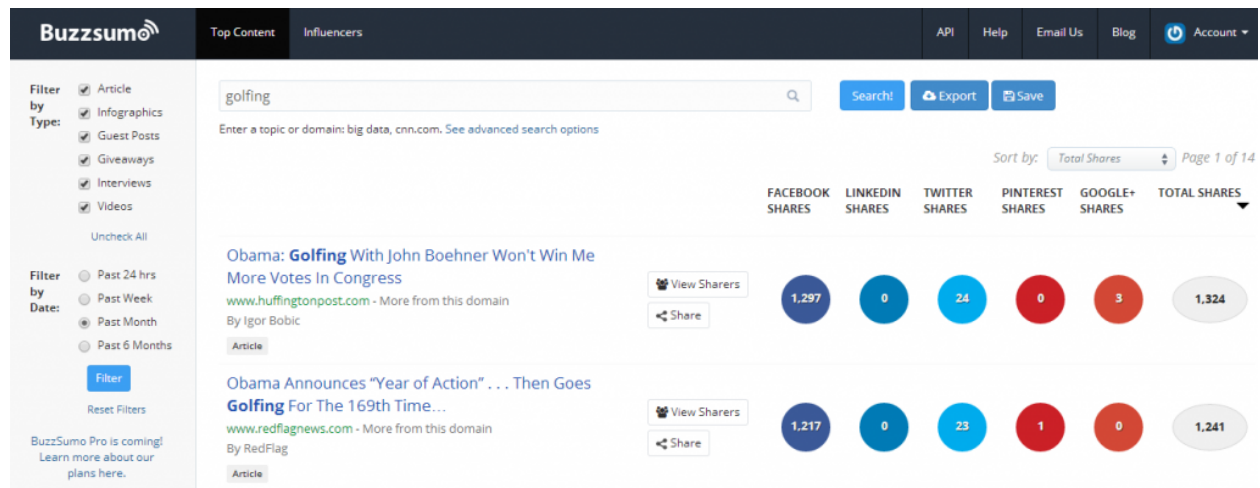 Buzzsumo
Top Content
Influencers
API
Help
Email Us
Blog
Account
Filter by Type:
Article
Infographics
Guest Posts
Giveaways
Interviews
Videos
Uncheck All
Filter by Date:
Past 24 hrs
Past Week
Past Month
Past 6 Months
Filter
Reset Filters
BuzzSumo Pro is coming!
Learn more about our
plans here.
golfing
Search!
Export
Save
Enter a topic or domain: big data, cnn.com. See advanced search options
Sort by: Total Shares Page 1 of 14
FACEBOOK SHARES
LINKEDIN SHARES
TWITTER SHARES
PINTEREST SHARES
GOOGLE+ SHARES
TOTAL SHARES
Obama: Golfing With John Boehner Won't Win Me
More Votes In Congress
www.huffingtonpost.com - More from this domain
By Igor Bobic
Article
View Sharers
Share
1,297
0
24
0
3
1,324
Obama Announces “Year of Action” . . . Then Goes
Golfing For The 169th Time…
www.redflagnews.com - More from this domain
By RedFlag
Article
View Sharers
Share
1,217
0
23
1
0
1,241